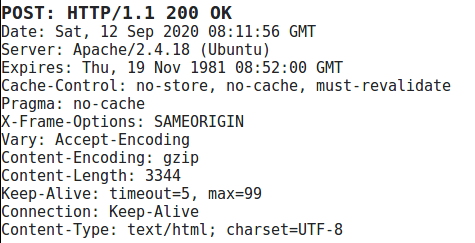 POST: HTTP/1.1 200 OK
Date: Sat, 12 Sep 2020 08:11:56 GMT
Server: Apache/2.4.18 (Ubuntu)
Expires: Thu, 19 Nov 1981 08:52:00 GMT
Cache-Control: no-store, no-cache, must-revalidate
Pragma: no-cache
X-Frame-Options: SAMEORIGIN
Vary: Accept-Encoding
Content-Encoding: gzip
Content-Length: 3344
Keep-Alive: timeout=5, max=99
Connection: Keep-Alive
Content-Type: text/html; charset=UTF-8